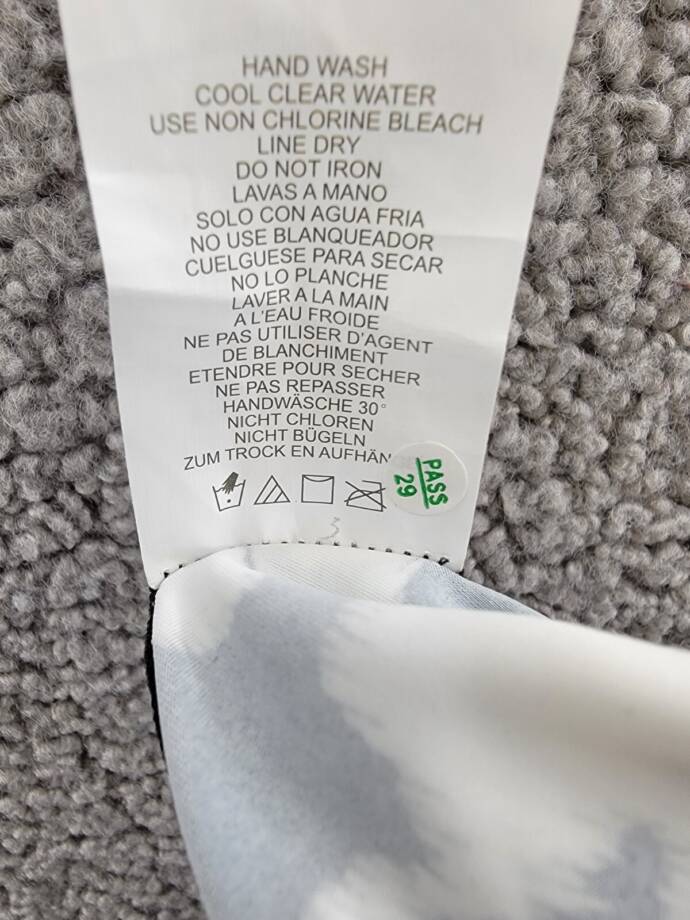 HAND WASH
COOL CLEAR WATER
USE NON CHLORINE BLEACH
LINE DRY
DO NOT IRON
LAVAS A MANO
SOLO CON AGUA FRIA
NO USE BLANQUEADOR
CUELGUESE PARA SECAR
NO LO PLANCHE
LAVER A LA MAIN
A L'EAU FROIDE
NE PAS UTILISER D'AGENT
DE BLANCHIMENT
ETENDRE POUR SECHER
NE PAS REPASSER
HANDWÄSCHE 30°
NICHT CHLOREN
NICHT BÜGELN
ZUM TROCK EN AUFHÄN
PASS
29
3